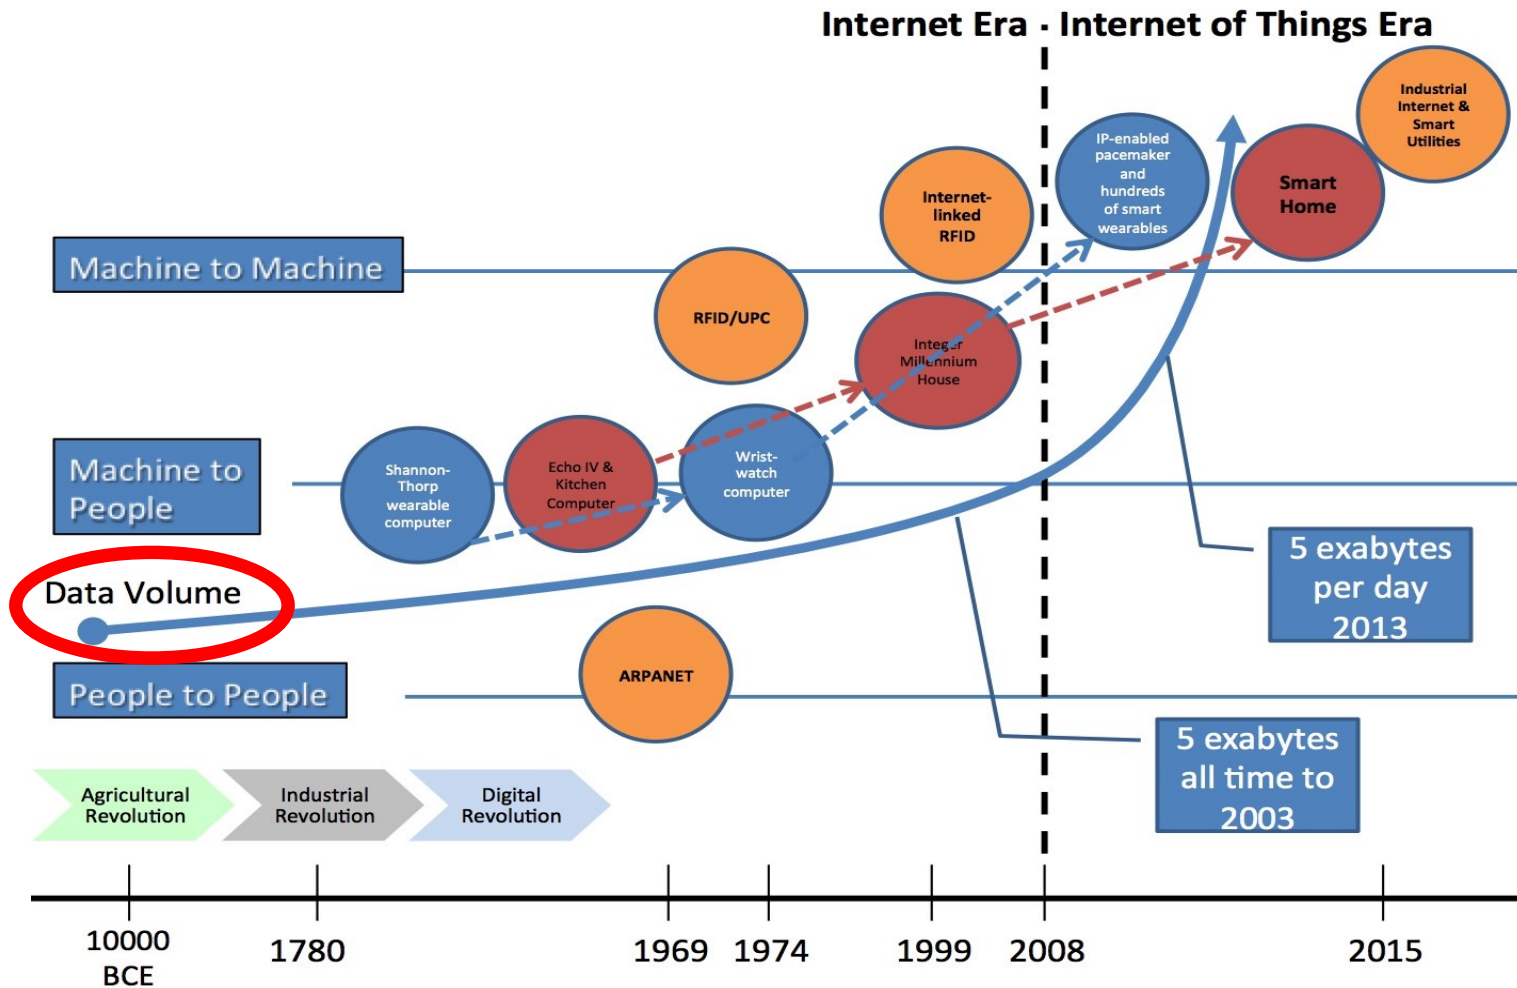 Internet Era - Internet of Things Era
Industrial
Internet &
Smart
Utilities
IP-enabled
pacemaker
and
hundreds
of smart
wearables
Smart
Home
Internet-
linked
RFID
Machine to Machine
RFID/UPC
Integer
Millennium
House
Machine to
People
Shannon-
Thorp
wearable
computer
Echo IV &
Kitchen
Computer
Wrist-
watch
computer
5 exabytes
per day
2013
Data Volume
People to People
ARPANET
5 exabytes
all time to
2003
Agricultural
Revolution
Industrial
Revolution
Digital
Revolution
10000
BCE
1780
1969
1974
1999
2008
2015